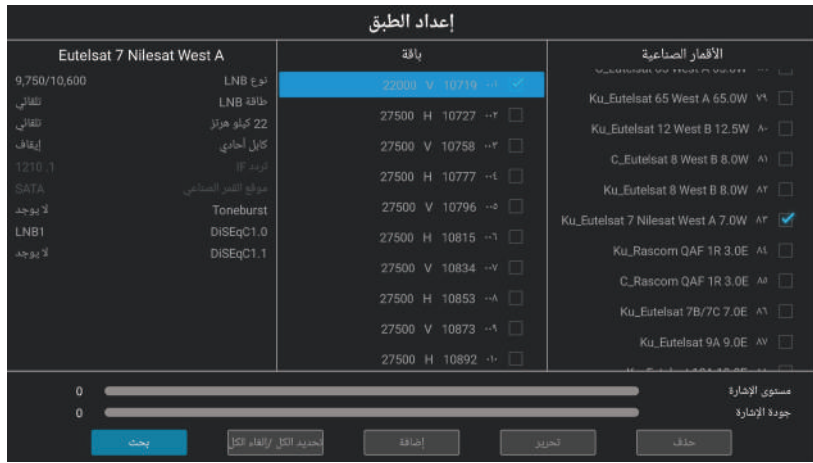 إعداد الطبق
الأقمار الصناعية
Ku_Eutelsat 65 West A 65.0W ٧٩
Ku_Eutelsat 12 West B 12.5W ٨٠
C_Eutelsat 8 West B 8.0W ٨١
Ku_Eutelsat 8 West B 8.0W ٨٢
Ku_Eutelsat 7 Nilesat West A 7.0W ٨٣
Ku_Rascom QAF 1R 3.0E ٨٤
C_Rascom QAF 1R 3.0E ٨٥
Ku_Eutelsat 7B/7C 7.0E ٨٦
Ku_Eutelsat 9A 9.0E ٨٧
باقة
22000 V 10719 ٠٠١
27500 H 10727 ٠٠٢
27500 V 10758 ٠٠٣
27500 H 10777 ٠٠٤
27500 V 10796 ٠٠٥
27500 H 10815 ٠٠٦
27500 V 10834 ٠٠٧
27500 H 10853 ٠٠٨
27500 V 10873 ٠٠٩
27500 H 10892 ٠١٠
Eutelsat 7 Nilesat West A
نوع LNB 9,750/10,600
طاقة LNB تلقائي
22 كيلو هرتز تلقائي
كابل أحادي إيقاف
تردد IF 1. 1210
موقع القمر الصناعي SATA
Toneburst لا يوجد
DiSEqC1.0 LNB1
DiSEqC1.1 لا يوجد
مستوى الإشارة 0
جودة الإشارة 0
حذف
تحرير
إضافة
تحديد الكل /إلغاء الكل
بحث